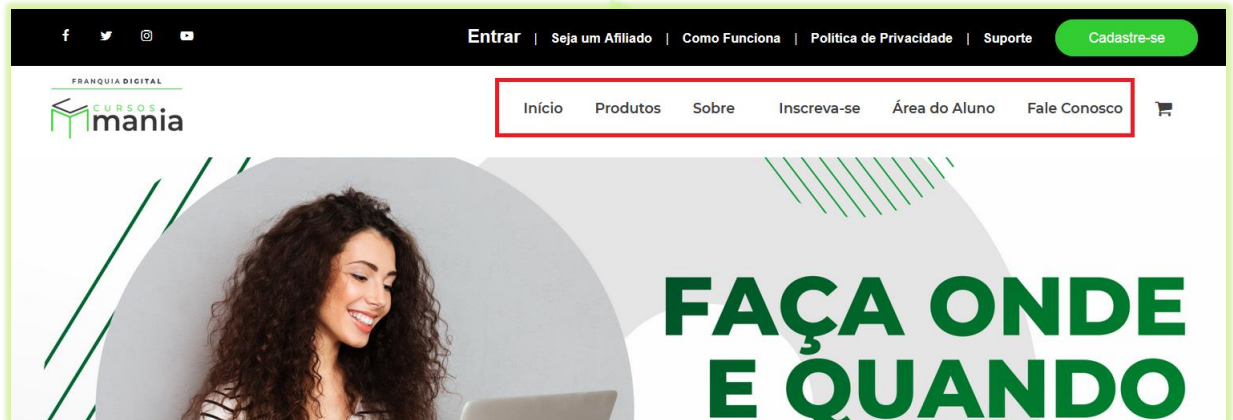 Entrar | Seja um Afiliado | Como Funciona | Política de Privacidade | Suporte Cadastre-se
FRANQUIA DIGITAL
CURSOS
mania
Início Produtos Sobre Inscreva-se Área do Aluno Fale Conosco
FAÇA ONDE
E QUANDO